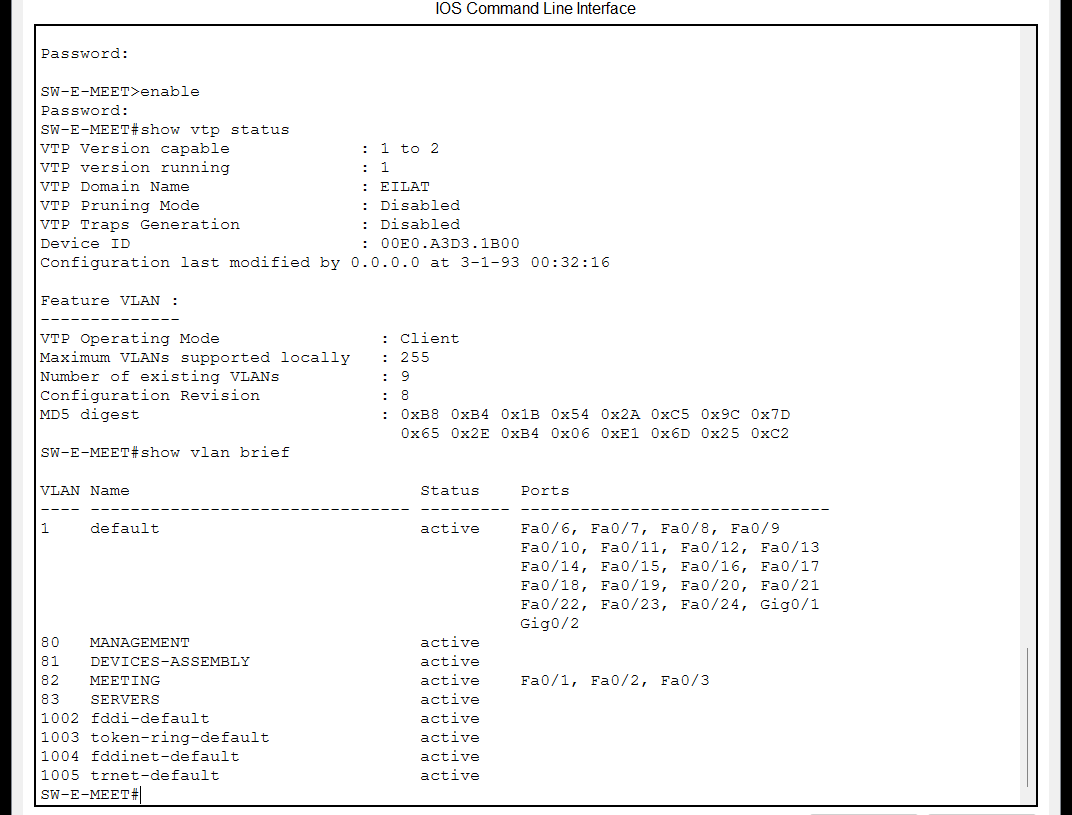 IOS Command Line Interface
Password:
SW-E-MEET>enable
Password:
SW-E-MEET#show vtp status
VTP Version capable : 1 to 2
VTP version running : 1
VTP Domain Name : EILAT
VTP Pruning Mode : Disabled
VTP Traps Generation : Disabled
Device ID : 00E0.A3D3.1B00
Configuration last modified by 0.0.0.0 at 3-1-93 00:32:16
Feature VLAN :
--------------
VTP Operating Mode : Client
Maximum VLANs supported locally : 255
Number of existing VLANs : 9
Configuration Revision : 8
MD5 digest : 0xB8 0xB4 0x1B 0x54 0x2A 0xC5 0x9C 0x7D
0x65 0x2E 0xB4 0x06 0xE1 0x6D 0x25 0xC2
SW-E-MEET#show vlan brief
VLAN Name Status Ports
---- -------------------------------- --------- -------------------------------
1 default active Fa0/6, Fa0/7, Fa0/8, Fa0/9
Fa0/10, Fa0/11, Fa0/12, Fa0/13
Fa0/14, Fa0/15, Fa0/16, Fa0/17
Fa0/18, Fa0/19, Fa0/20, Fa0/21
Fa0/22, Fa0/23, Fa0/24, Gig0/1
Gig0/2
80 MANAGEMENT active
81 DEVICES-ASSEMBLY active
82 MEETING active Fa0/1, Fa0/2, Fa0/3
83 SERVERS active
1002 fddi-default active
1003 token-ring-default active
1004 fddinet-default active
1005 trnet-default active
SW-E-MEET#